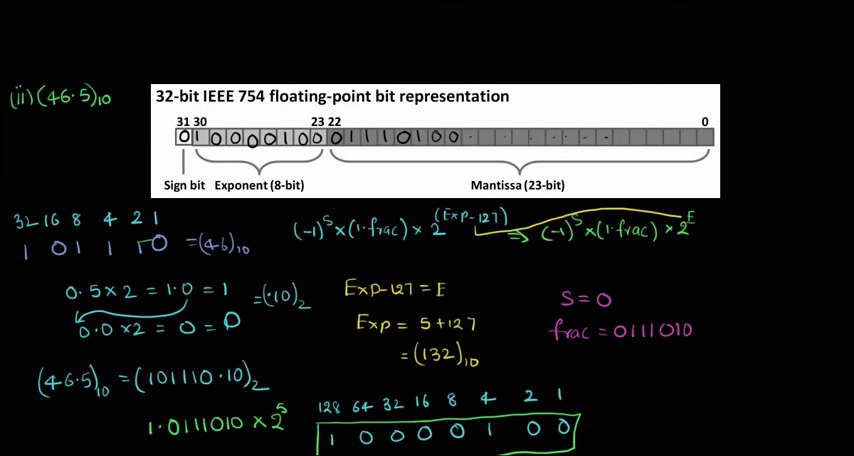 (ii) (46.5)10
32-bit IEEE 754 floating-point bit representation
31 30 23 22 0
0 1 0 0 0 0 1 0 0 0 1 1 1 0 1 0 0 . . . . . .
Sign bit Exponent (8-bit) Mantissa (23-bit)
32 16 8 4 2 1
1 0 1 1 1 0 = (46)10
(-1)^S × (1.frac) × 2^(Exp-127) ⇒ (-1)^S × (1.frac) × 2^E
0.5 × 2 = 1.0 = 1
0.0 × 2 = 0 = 0
= (.10)2
Exp-127 = E
Exp = 5 + 127
= (132)10
S = 0
frac = 0111010
(46.5)10 = (101110.10)2
1.0111010 × 2^5
128 64 32 16 8 4 2 1
1 0 0 0 0 1 0 0